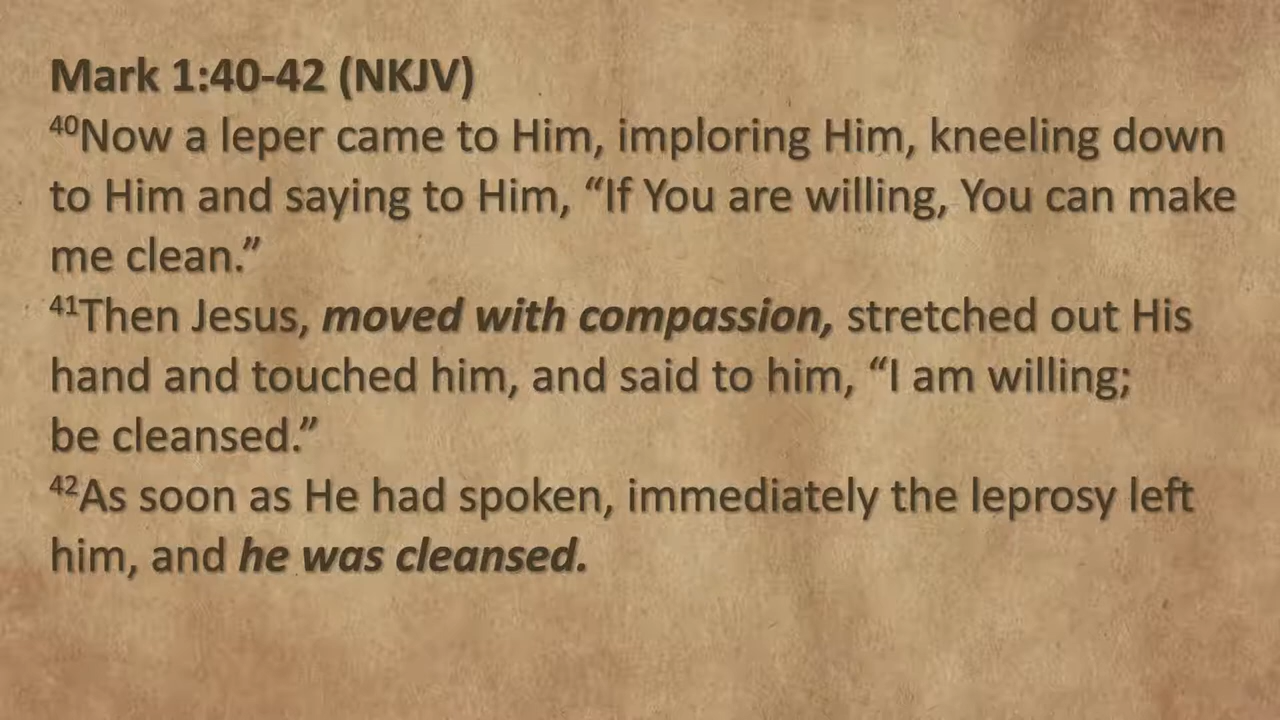 Mark 1:40-42 (NKJV)
⁴⁰Now a leper came to Him, imploring Him, kneeling down
to Him and saying to Him, “If You are willing, You can make
me clean.”
⁴¹Then Jesus, moved with compassion, stretched out His
hand and touched him, and said to him, “I am willing;
be cleansed.”
⁴²As soon as He had spoken, immediately the leprosy left
him, and he was cleansed.